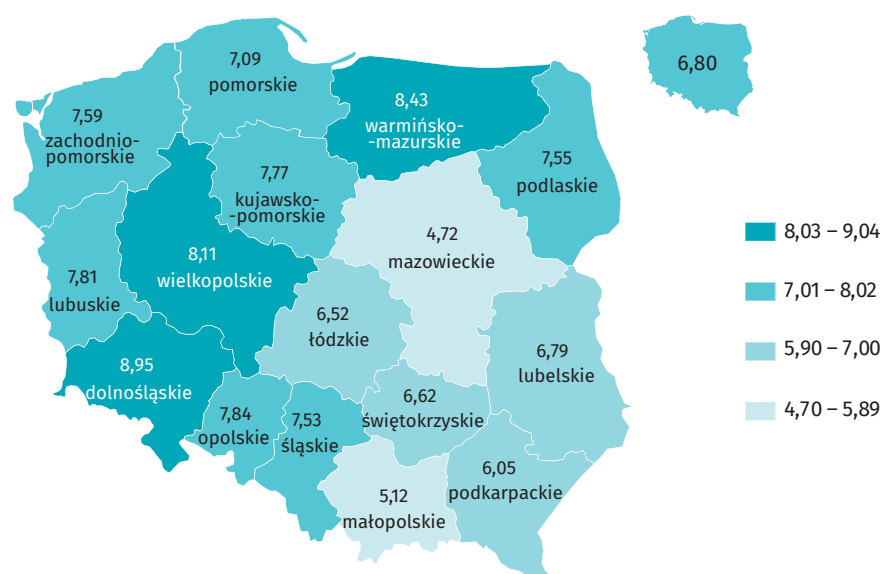 7,09
pomorskie
6,80
8,43
warmińsko-
-mazurskie
7,59
zachodnio-
pomorskie
7,55
podlaskie
7,77
kujawsko-
-pomorskie
4,72
mazowieckie
8,03 – 9,04
8,11
wielkopolskie
7,81
lubuskie
7,01 – 8,02
6,52
łódzkie
6,79
lubelskie
5,90 – 7,00
8,95
dolnośląskie
6,62
świętokrzyskie
4,70 – 5,89
7,84
opolskie
7,53
śląskie
6,05
podkarpackie
5,12
małopolskie